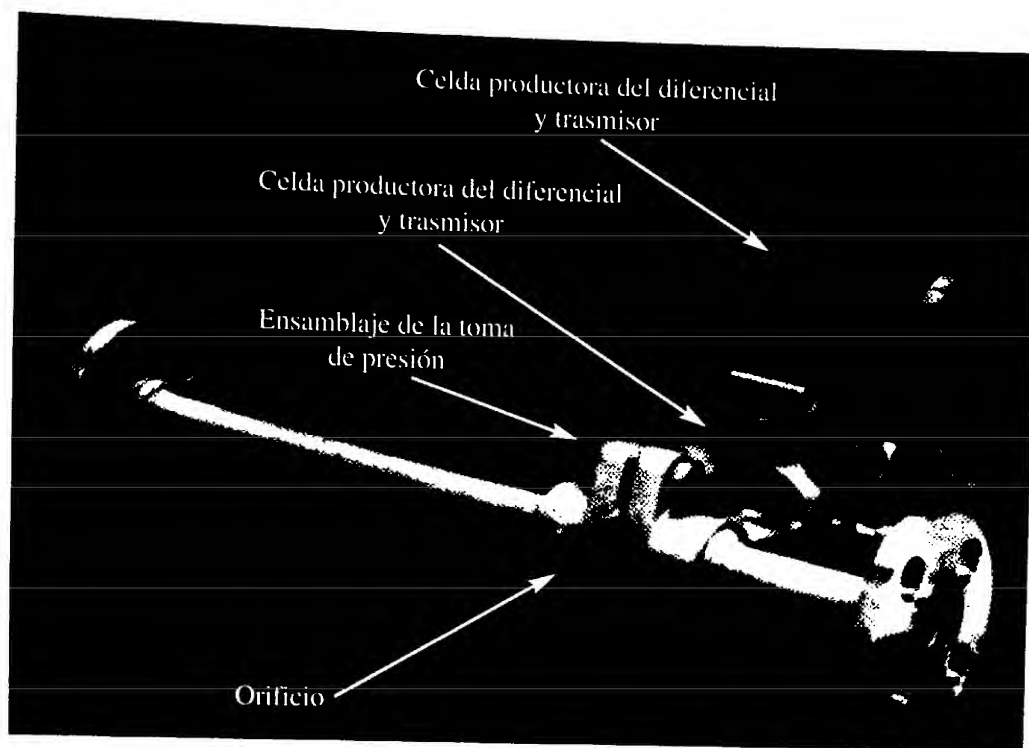 Celda productora del diferencial
y trasmisor
Celda productora del diferencial
y trasmisor
Ensamblaje de la toma
de presión
Orificio